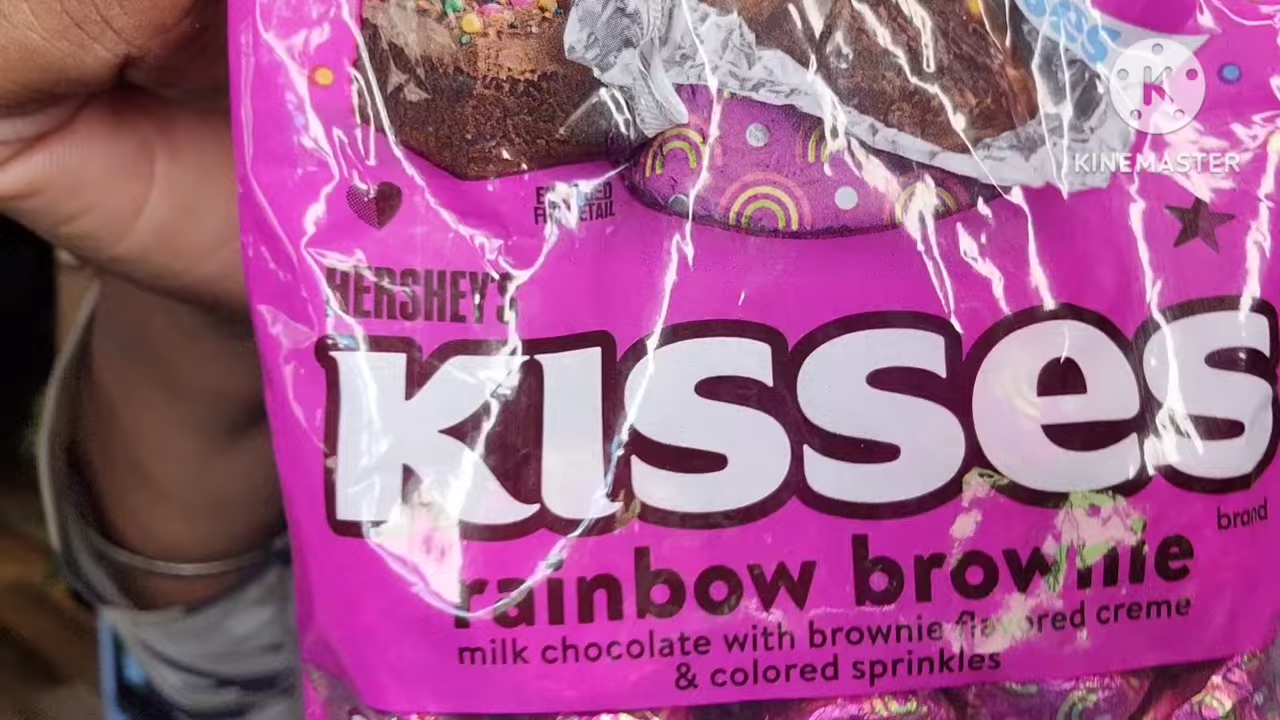 K
KINEMASTER
HERSHEY'S
KISSES
brand
rainbow brownie
milk chocolate with brownie flavored creme
& colored sprinkles